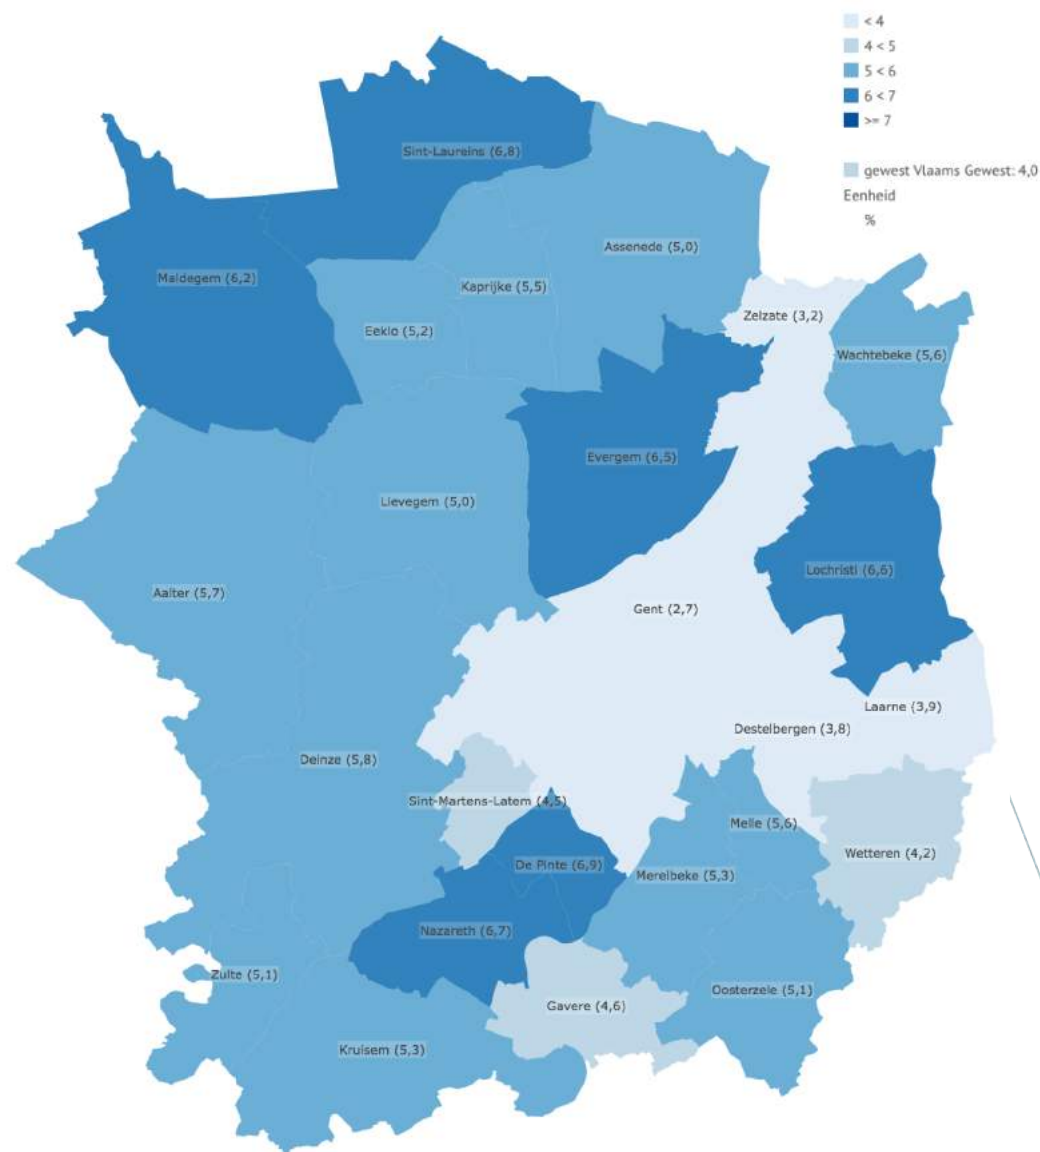 < 4
4 < 5
5 < 6
6 < 7
>= 7
gewest Vlaams Gewest: 4,0
Eenheid
%
Sint-Laureins (6,8)
Assenede (5,0)
Maldegem (6,2)
Kaprijke (5,5)
Zelzate (3,2)
Eeklo (5,2)
Wachtebeke (5,6)
Evergem (6,5)
Lievegem (5,0)
Lochristi (6,6)
Aalter (5,7)
Gent (2,7)
Laarne (3,9)
Destelbergen (3,8)
Deinze (5,8)
Sint-Martens-Latem (4,5)
Melle (5,6)
Wetteren (4,2)
De Pinte (6,9)
Merelbeke (5,3)
Nazareth (6,7)
Zulte (5,1)
Oosterzele (5,1)
Gavere (4,6)
Kruisem (5,3)